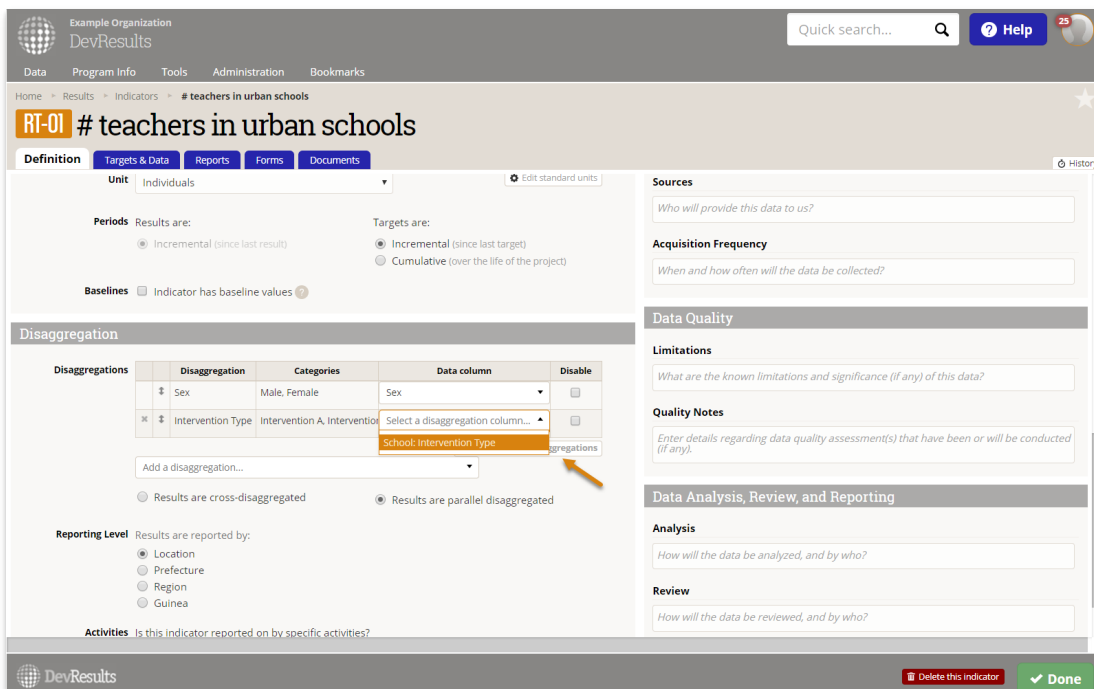 Example Organization
DevResults
Quick search...
Help
25
Data Program Info Tools Administration Bookmarks
Home Results Indicators # teachers in urban schools
RT-01 # teachers in urban schools
Definition Targets & Data Reports Forms Documents
History
Unit Individuals Edit standard units
Periods Results are: Targets are:
Incremental (since last result) Incremental (since last target)
Cumulative (over the life of the project)
Baselines Indicator has baseline values ?
Disaggregation
Disaggregations Disaggregation Categories Data column Disable
Sex Male, Female Sex
Intervention Type Intervention A, Intervention Select a disaggregation column...
School: Intervention Type
ggregations
Add a disaggregation...
Results are cross-disaggregated Results are parallel disaggregated
Reporting Level Results are reported by:
Location
Prefecture
Region
Guinea
Activities Is this indicator reported on by specific activities?
Sources
Who will provide this data to us?
Acquisition Frequency
When and how often will the data be collected?
Data Quality
Limitations
What are the known limitations and significance (if any) of this data?
Quality Notes
Enter details regarding data quality assessment(s) that have been or will be conducted
(if any).
Data Analysis, Review, and Reporting
Analysis
How will the data be analyzed, and by who?
Review
How will the data be reviewed, and by who?
DevResults
Delete this indicator
Done